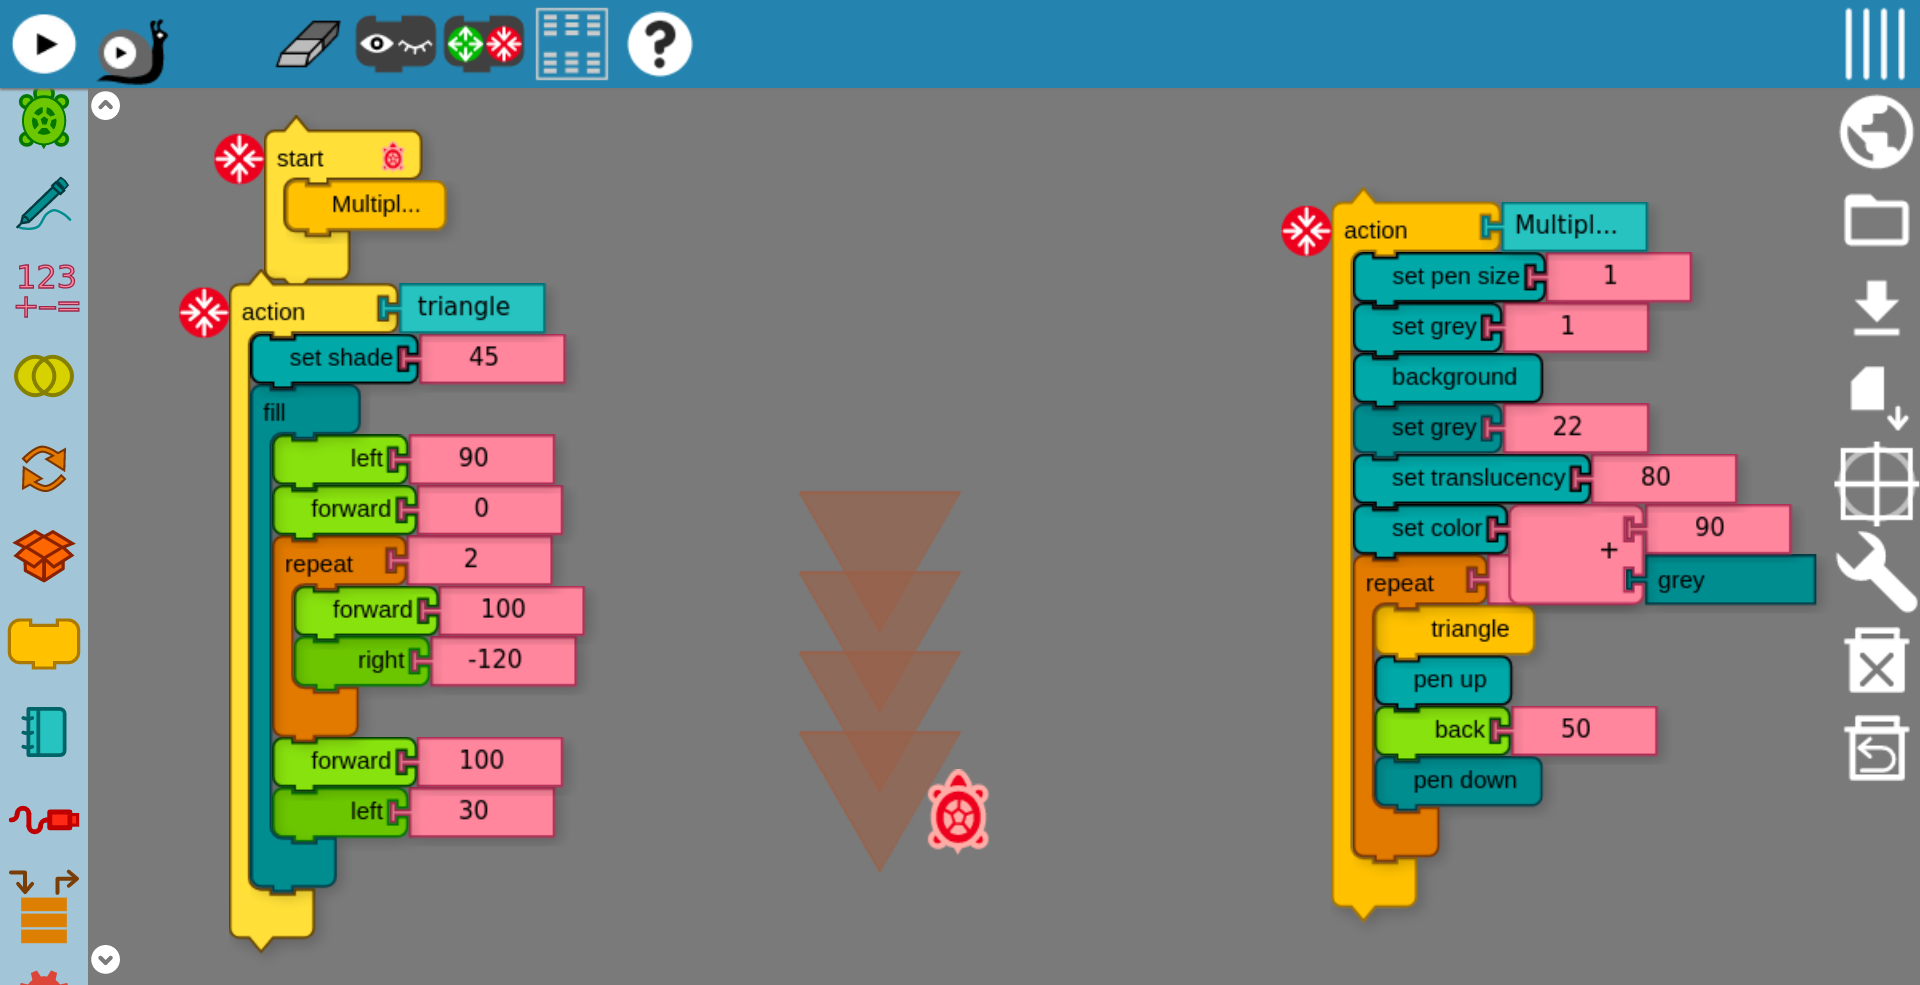 ?
123
+−=
start
Multipl...
action triangle
set shade 45
fill
left 90
forward 0
repeat 2
forward 100
right -120
forward 100
left 30
action Multipl...
set pen size 1
set grey 1
background
set grey 22
set translucency 80
set color + 90
grey
repeat
triangle
pen up
back 50
pen down